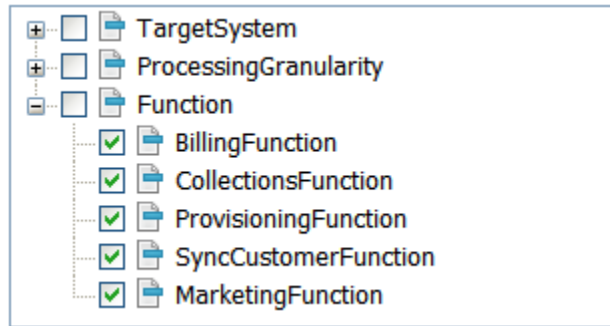 TargetSystem
ProcessingGranularity
Function
BillingFunction
CollectionsFunction
ProvisioningFunction
SyncCustomerFunction
MarketingFunction